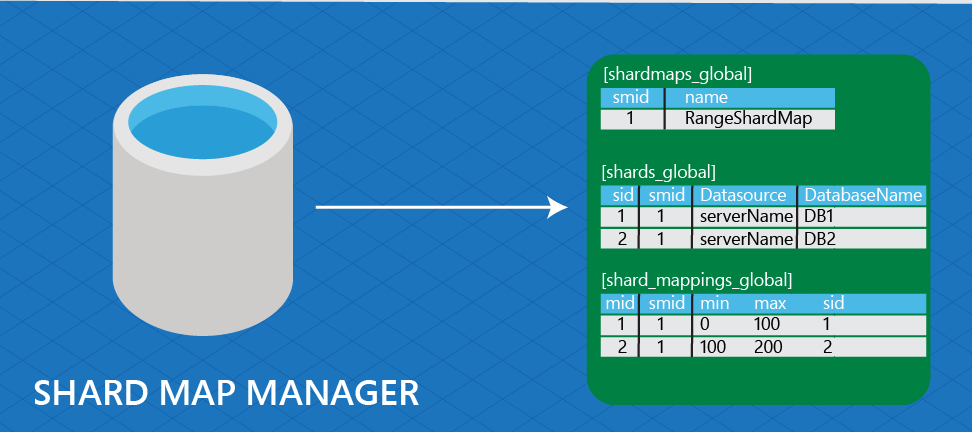 [shardmaps_global]
smid name
1 RangeShardMap
[shards_global]
sid smid Datasource DatabaseName
1 1 serverName DB1
2 1 serverName DB2
[shard_mappings_global]
mid smid min max sid
1 1 0 100 1
2 1 100 200 2
SHARD MAP MANAGER